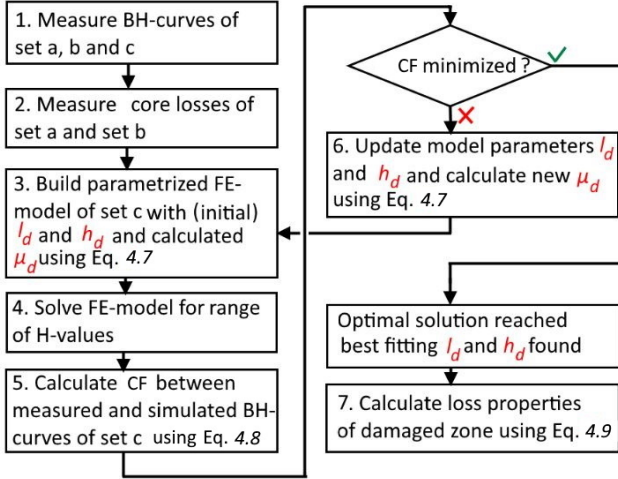 1. Measure BH-curves of
set a, b and c
2. Measure core losses of
set a and set b
3. Build parametrized FE-
model of set c with (initial)
l_d and h_d and calculated
μ_d using Eq. 4.7
4. Solve FE-model for range
of H-values
5. Calculate CF between
measured and simulated BH-
curves of set c using Eq. 4.8
CF minimized ?
6. Update model parameters l_d
and h_d and calculate new μ_d
using Eq. 4.7
Optimal solution reached
best fitting l_d and h_d found
7. Calculate loss properties
of damaged zone using Eq. 4.9